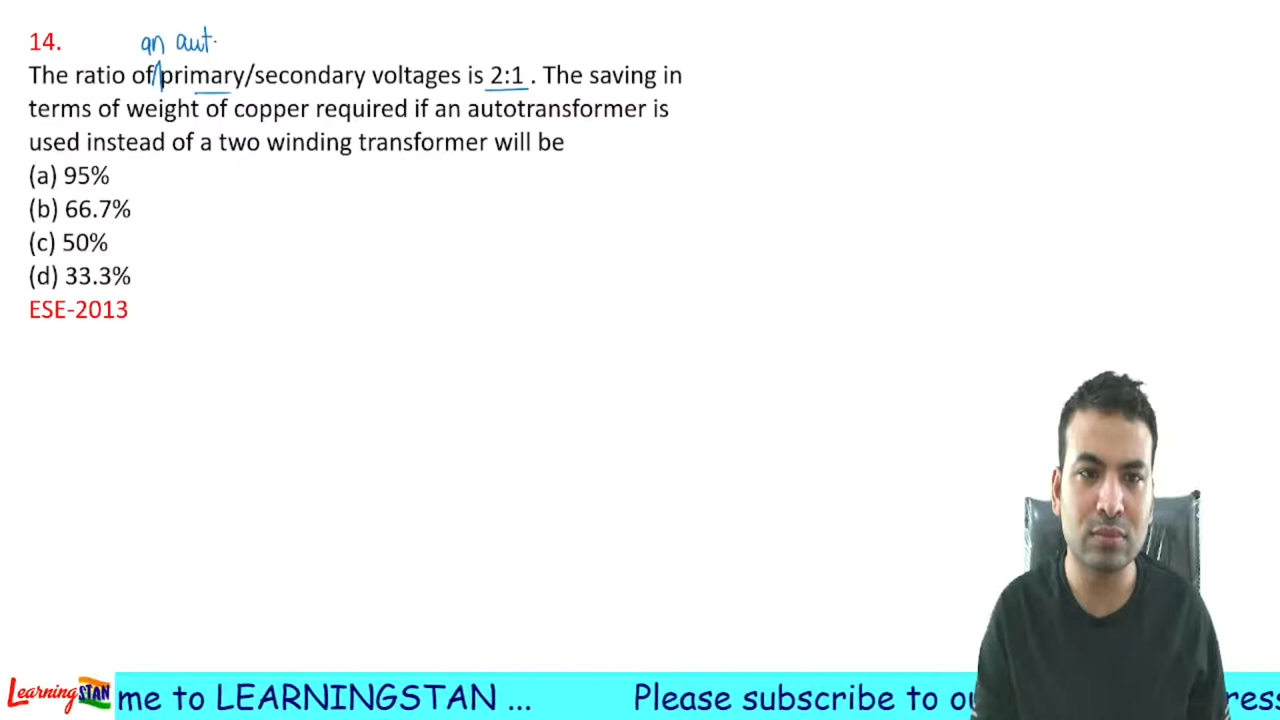 14.
an aut
The ratio of primary/secondary voltages is 2:1 . The saving in
terms of weight of copper required if an autotransformer is
used instead of a two winding transformer will be
(a) 95%
(b) 66.7%
(c) 50%
(d) 33.3%
ESE-2013
LearningSTAN
me to LEARNINGSTAN ...
Please subscribe to ou
ress